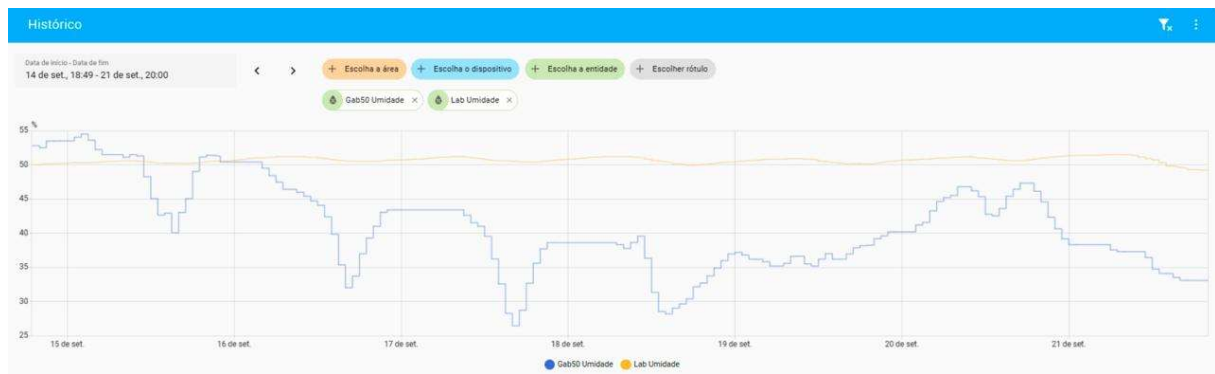 Histórico
Data de início - Data de fim
14 de set., 18:49 - 21 de set., 20:00
Escolha a área
Escolha o dispositivo
Escolha a entidade
Escolher rótulo
Gab50 Umidade
Lab Umidade
%
55
50
45
40
35
30
25
15 de set.
16 de set.
17 de set.
18 de set.
19 de set.
20 de set.
21 de set.
Gab50 Umidade
Lab Umidade